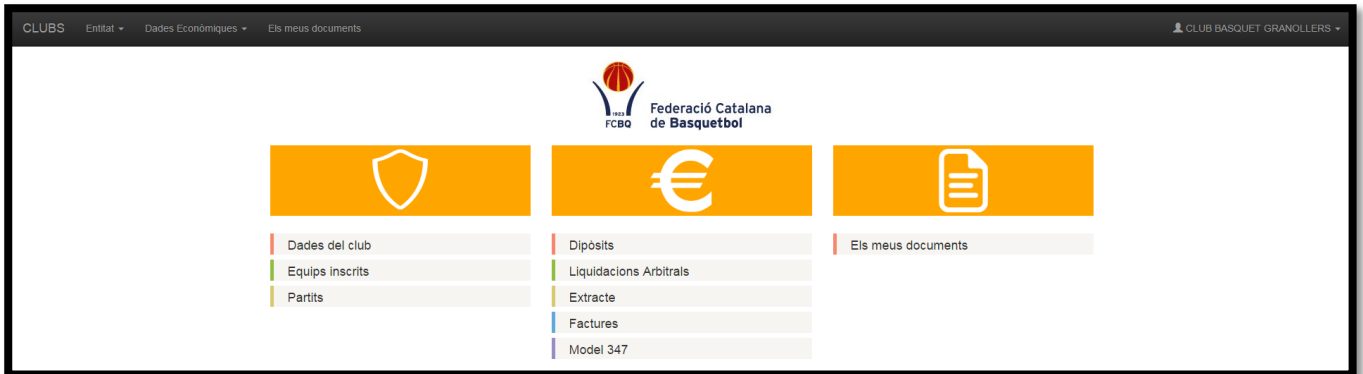 CLUBS Entitat Dades Econòmiques Els meus documents CLUB BASQUET GRANOLLERS
1923
FCBQ
Federació Catalana
de Basquetbol
Dades del club
Equips inscrits
Partits
€
Dipòsits
Liquidacions Arbitrals
Extracte
Factures
Model 347
Els meus documents